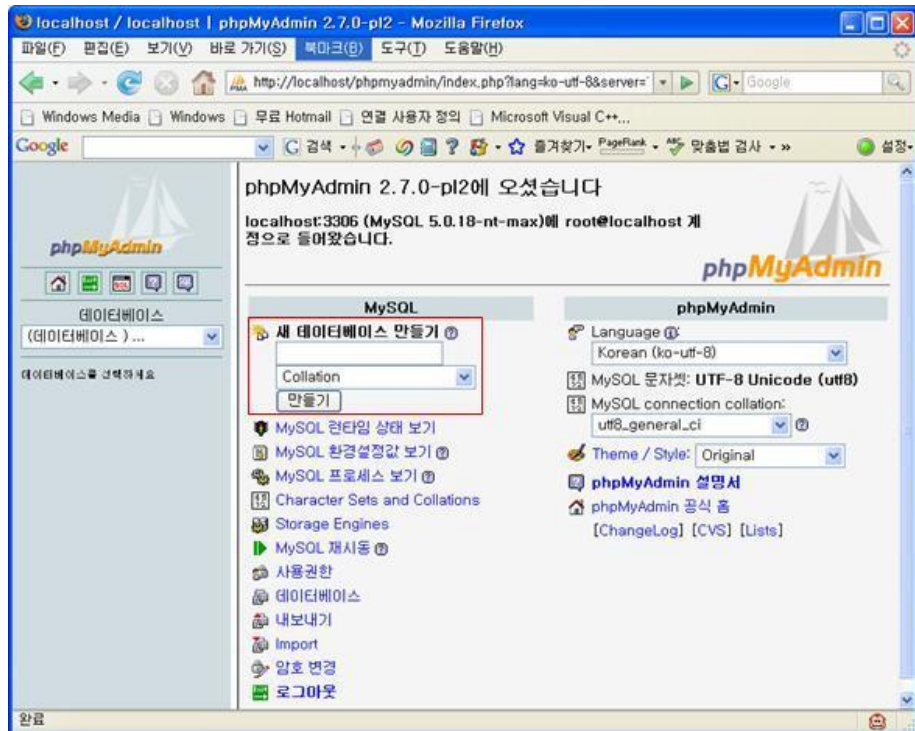 localhost / localhost | phpMyAdmin 2.7.0-pl2 - Mozilla Firefox
파일(F) 편집(E) 보기(V) 바로 가기(S) 북마크(B) 도구(T) 도움말(H)
http://localhost/phpmyadmin/index.php?lang=ko-utf-8&server=
G Google
Windows Media Windows 무료 Hotmail 연결 사용자 정의 Microsoft Visual C++...
Google G 검색 즐겨찾기 PageRank ABC 맞춤법 검사 » 설정
phpMyAdmin
SQL
데이터베이스
(데이터베이스 ) ...
데이터베이스를 선택하세요
phpMyAdmin 2.7.0-pl2에 오셨습니다
localhost:3306 (MySQL 5.0.18-nt-max)에 root@localhost 계
정으로 들어왔습니다.
phpMyAdmin
MySQL
새 데이터베이스 만들기
Collation
만들기
MySQL 런타임 상태 보기
MySQL 환경설정값 보기
MySQL 프로세스 보기
Character Sets and Collations
Storage Engines
MySQL 재시동
사용권한
데이터베이스
내보내기
Import
암호 변경
로그아웃
phpMyAdmin
Language :
Korean (ko-utf-8)
MySQL 문자셋: UTF-8 Unicode (utf8)
MySQL connection collation:
utf8_general_ci
Theme / Style: Original
phpMyAdmin 설명서
phpMyAdmin 공식 홈
[ChangeLog] [CVS] [Lists]
완료